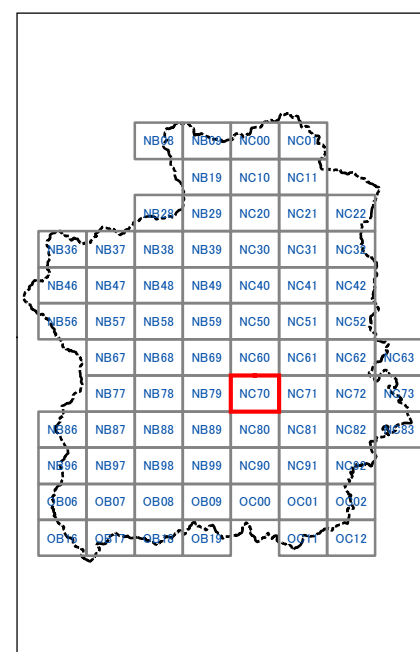 NB08 NB09 NC00 NC01
NB19 NC10 NC11
NB28 NB29 NC20 NC21 NC22
NB36 NB37 NB38 NB39 NC30 NC31 NC32
NB46 NB47 NB48 NB49 NC40 NC41 NC42
NB56 NB57 NB58 NB59 NC50 NC51 NC52
NB67 NB68 NB69 NC60 NC61 NC62 NC63
NB77 NB78 NB79 NC70 NC71 NC72 NC73
NB86 NB87 NB88 NB89 NC80 NC81 NC82 NC83
NB96 NB97 NB98 NB99 NC90 NC91 NC92
OB06 OB07 OB08 OB09 OC00 OC01 OC02
OB16 OB17 OB18 OB19 OC11 OC12